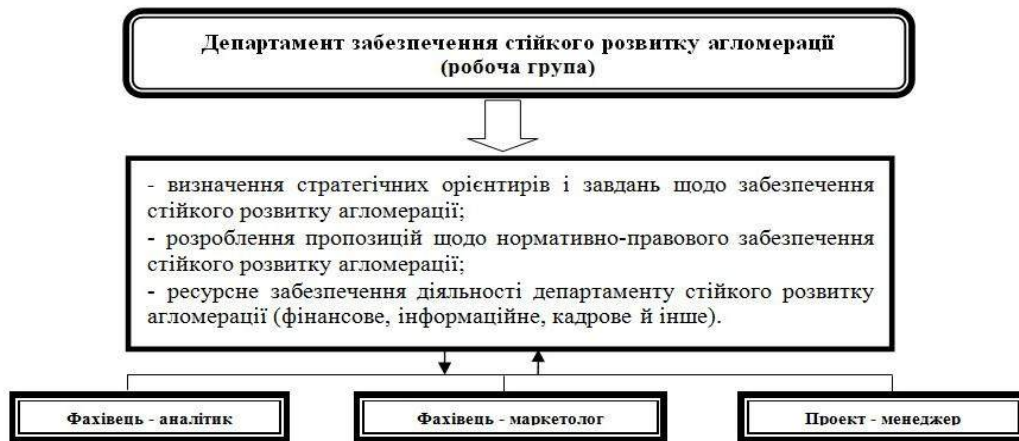 Департамент забезпечення стійкого розвитку агломерації
(робоча група)
- визначення стратегічних орієнтирів і завдань щодо забезпечення
стійкого розвитку агломерації;
- розроблення пропозицій щодо нормативно-правового забезпечення
стійкого розвитку агломерації;
- ресурсне забезпечення діяльності департаменту стійкого розвитку
агломерації (фінансове, інформаційне, кадрове й інше).
Фахівець - аналітик
Фахівець - маркетолог
Проект - менеджер